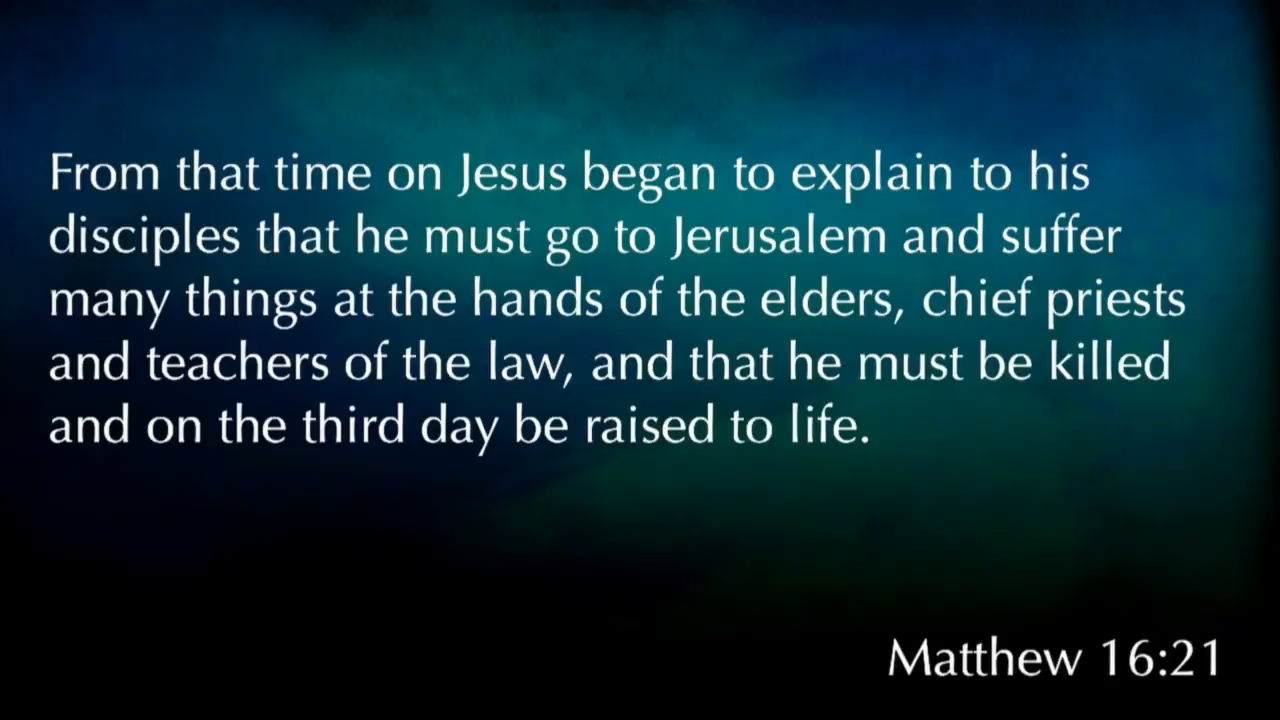 From that time on Jesus began to explain to his
disciples that he must go to Jerusalem and suffer
many things at the hands of the elders, chief priests
and teachers of the law, and that he must be killed
and on the third day be raised to life.
Matthew 16:21